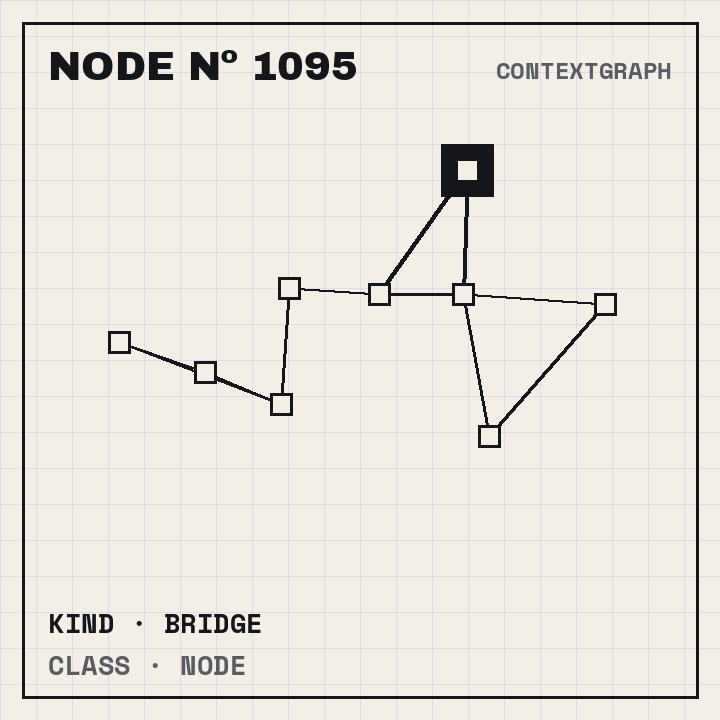 NODE Nº 1095
CONTEXTGRAPH
KIND · BRIDGE
CLASS · NODE